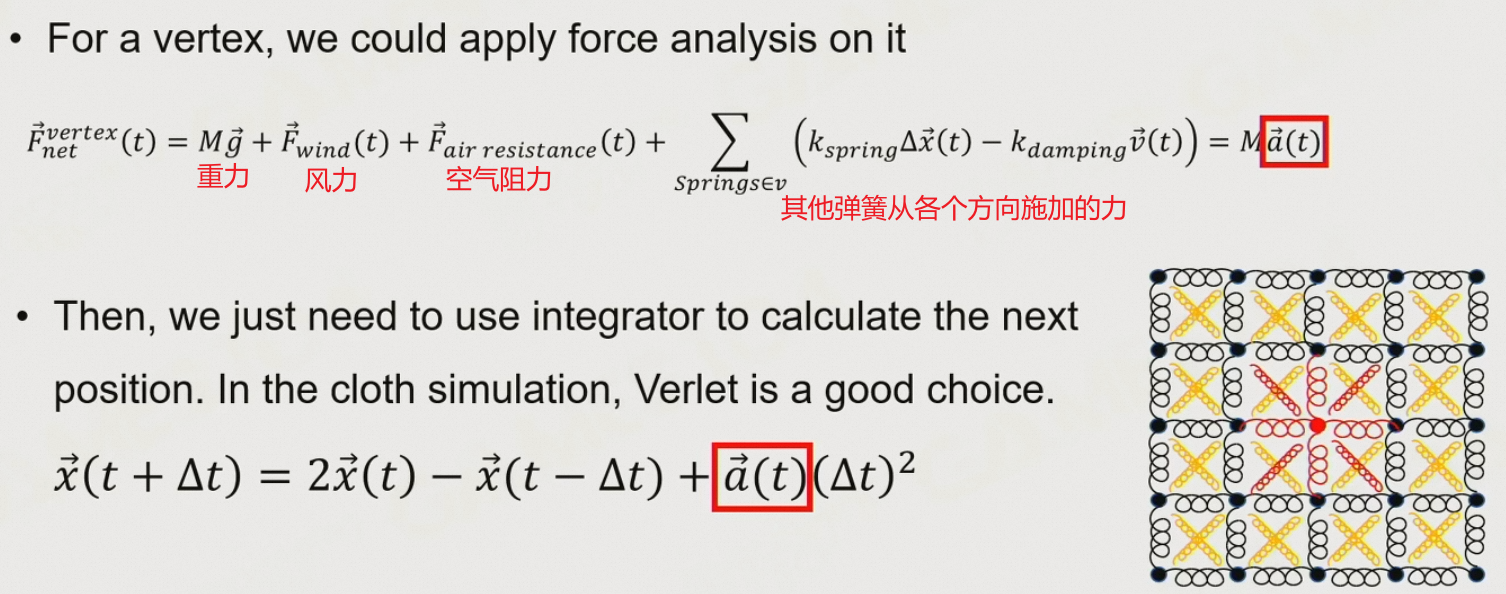 • For a vertex, we could apply force analysis on it
$\vec{F}_{net}^{vertex}(t) = M\vec{g} + \vec{F}_{wind}(t) + \vec{F}_{air\ resistance}(t) + \sum_{Springs \in v} \left(k_{spring}\Delta\vec{x}(t) - k_{damping}\vec{v}(t)\right) = M\vec{a}(t)$
重力 风力 空气阻力
其他弹簧从各个方向施加的力
• Then, we just need to use integrator to calculate the next
position. In the cloth simulation, Verlet is a good choice.
$\vec{x}(t + \Delta t) = 2\vec{x}(t) - \vec{x}(t - \Delta t) + \vec{a}(t)(\Delta t)^2$